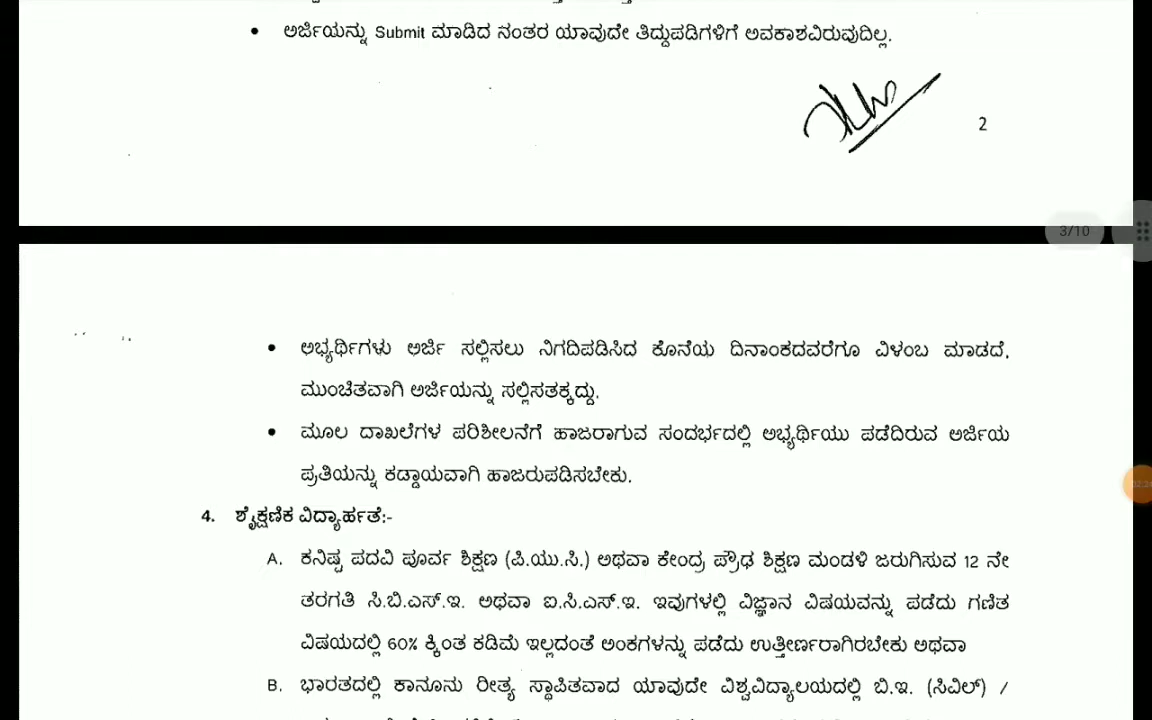 • ಅರ್ಜಿಯನ್ನು Submit ಮಾಡಿದ ನಂತರ ಯಾವುದೇ ತಿದ್ದುಪಡಿಗಳಿಗೆ ಅವಕಾಶವಿರುವುದಿಲ್ಲ.
2
3/10
• ಅಭ್ಯರ್ಥಿಗಳು ಅರ್ಜಿ ಸಲ್ಲಿಸಲು ನಿಗದಿಪಡಿಸಿದ ಕೊನೆಯ ದಿನಾಂಕದವರೆಗೂ ವಿಳಂಬ ಮಾಡದೆ,
ಮುಂಚಿತವಾಗಿ ಅರ್ಜಿಯನ್ನು ಸಲ್ಲಿಸತಕ್ಕದ್ದು.
• ಮೂಲ ದಾಖಲೆಗಳ ಪರಿಶೀಲನೆಗೆ ಹಾಜರಾಗುವ ಸಂದರ್ಭದಲ್ಲಿ ಅಭ್ಯರ್ಥಿಯು ಪಡೆದಿರುವ ಅರ್ಜಿಯ
ಪ್ರತಿಯನ್ನು ಕಡ್ಡಾಯವಾಗಿ ಹಾಜರುಪಡಿಸಬೇಕು.
4. ಶೈಕ್ಷಣಿಕ ವಿದ್ಯಾರ್ಹತೆ:-
A. ಕನಿಷ್ಟ ಪದವಿ ಪೂರ್ವ ಶಿಕ್ಷಣ (ಪಿ.ಯು.ಸಿ.) ಅಥವಾ ಕೇಂದ್ರ ಪ್ರೌಢ ಶಿಕ್ಷಣ ಮಂಡಳಿ ಜರುಗಿಸುವ 12 ನೇ
ತರಗತಿ ಸಿ.ಬಿ.ಎಸ್.ಇ. ಅಥವಾ ಐ.ಸಿ.ಎಸ್.ಇ. ಇವುಗಳಲ್ಲಿ ವಿಜ್ಞಾನ ವಿಷಯವನ್ನು ಪಡೆದು ಗಣಿತ
ವಿಷಯದಲ್ಲಿ 60% ಕ್ಕಿಂತ ಕಡಿಮೆ ಇಲ್ಲದಂತೆ ಅಂಕಗಳನ್ನು ಪಡೆದು ಉತ್ತೀರ್ಣರಾಗಿರಬೇಕು ಅಥವಾ
B. ಭಾರತದಲ್ಲಿ ಕಾನೂನು ರೀತ್ಯ ಸ್ಥಾಪಿತವಾದ ಯಾವುದೇ ವಿಶ್ವವಿದ್ಯಾಲಯದಲ್ಲಿ ಬಿ.ಇ. (ಸಿವಿಲ್) /